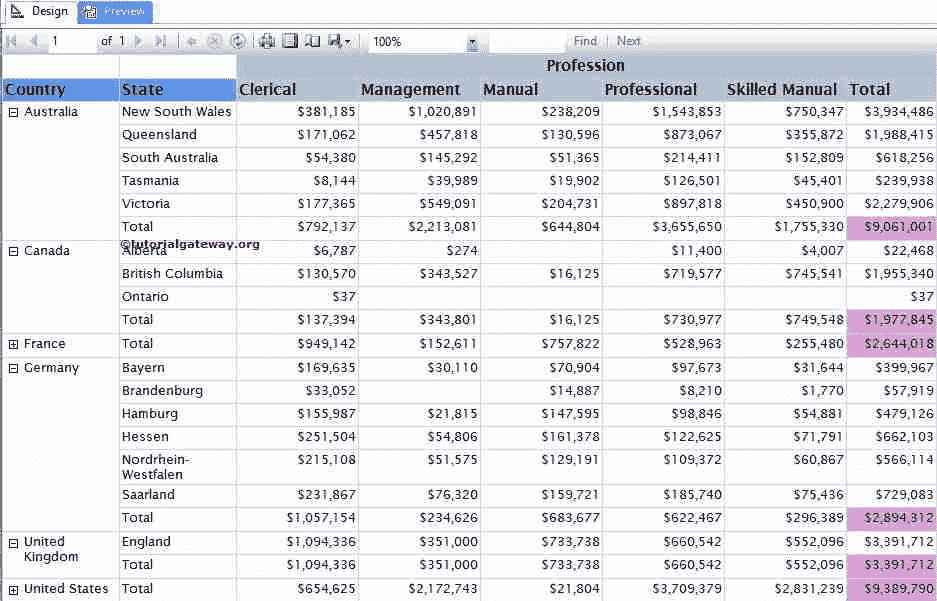 Design Preview
1 of 1 100% Find Next
Profession
Country State Clerical Management Manual Professional Skilled Manual Total
Australia New South Wales $381,185 $1,020,891 $238,209 $1,543,853 $750,347 $3,934,486
Queensland $171,062 $457,818 $130,596 $873,067 $355,872 $1,988,415
South Australia $54,380 $145,292 $51,365 $214,411 $152,809 $618,256
Tasmania $8,144 $39,989 $19,902 $126,501 $45,401 $239,938
Victoria $177,365 $549,091 $204,731 $897,818 $450,900 $2,279,906
Total $792,137 $2,213,081 $644,804 $3,655,650 $1,755,330 $9,061,001
©tutorialgateway.org
Canada Alberta $6,787 $274 $11,400 $4,007 $22,468
British Columbia $130,570 $343,527 $16,125 $719,577 $745,541 $1,955,340
Ontario $37 $37
Total $137,394 $343,801 $16,125 $730,977 $749,548 $1,977,845
France Total $949,142 $152,611 $757,822 $528,963 $255,480 $2,644,018
Germany Bayern $169,635 $30,110 $70,904 $97,673 $31,644 $399,967
Brandenburg $33,052 $14,887 $8,210 $1,770 $57,919
Hamburg $155,987 $21,815 $147,595 $98,846 $54,881 $479,126
Hessen $251,504 $54,806 $161,378 $122,625 $71,791 $662,103
Nordrhein- $215,108 $51,575 $129,191 $109,372 $60,867 $566,114
Westfalen
Saarland $231,867 $76,320 $159,721 $185,740 $75,436 $729,083
Total $1,057,154 $234,626 $683,677 $622,467 $296,389 $2,894,312
United England $1,094,336 $351,000 $733,738 $660,542 $552,096 $3,391,712
Kingdom
Total $1,094,336 $351,000 $733,738 $660,542 $552,096 $3,391,712
United States Total $654,625 $2,172,743 $21,804 $3,709,379 $2,831,239 $9,389,790